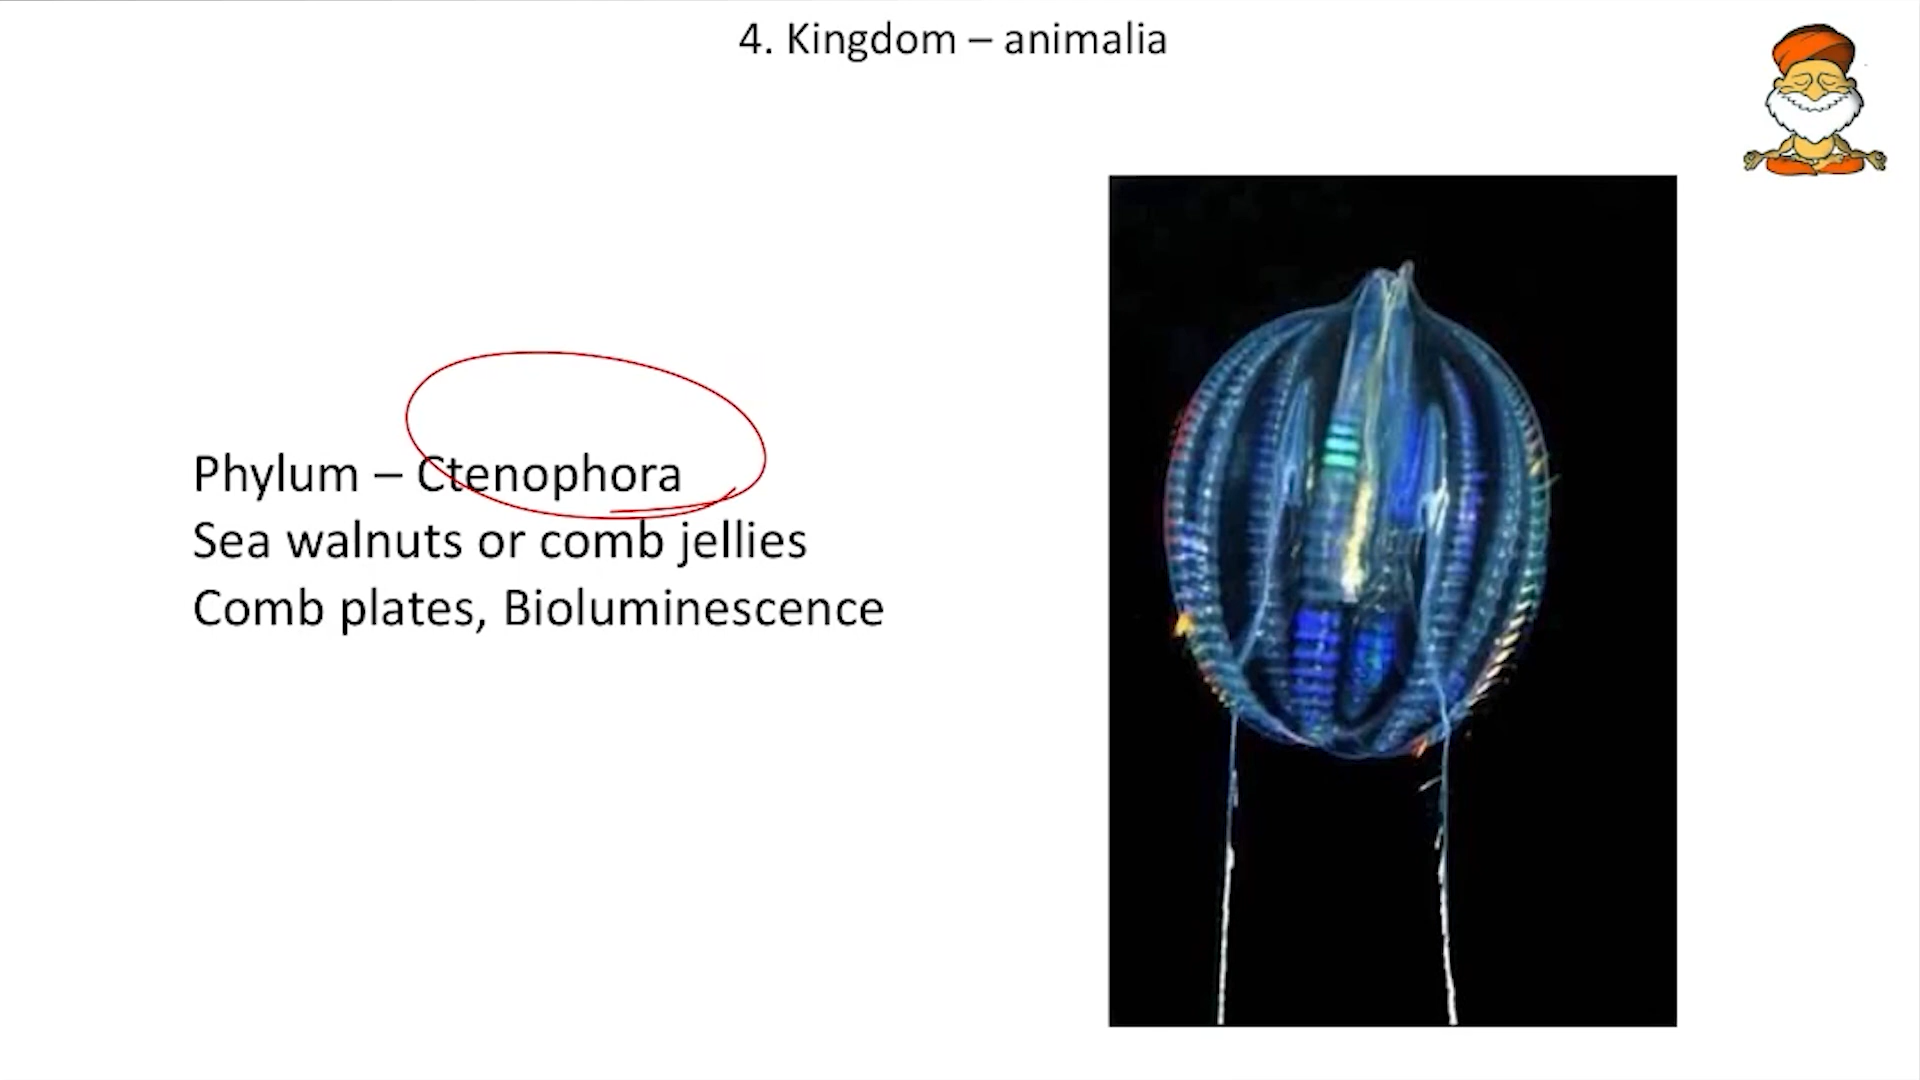 4. Kingdom – animalia
Phylum – Ctenophora
Sea walnuts or comb jellies
Comb plates, Bioluminescence